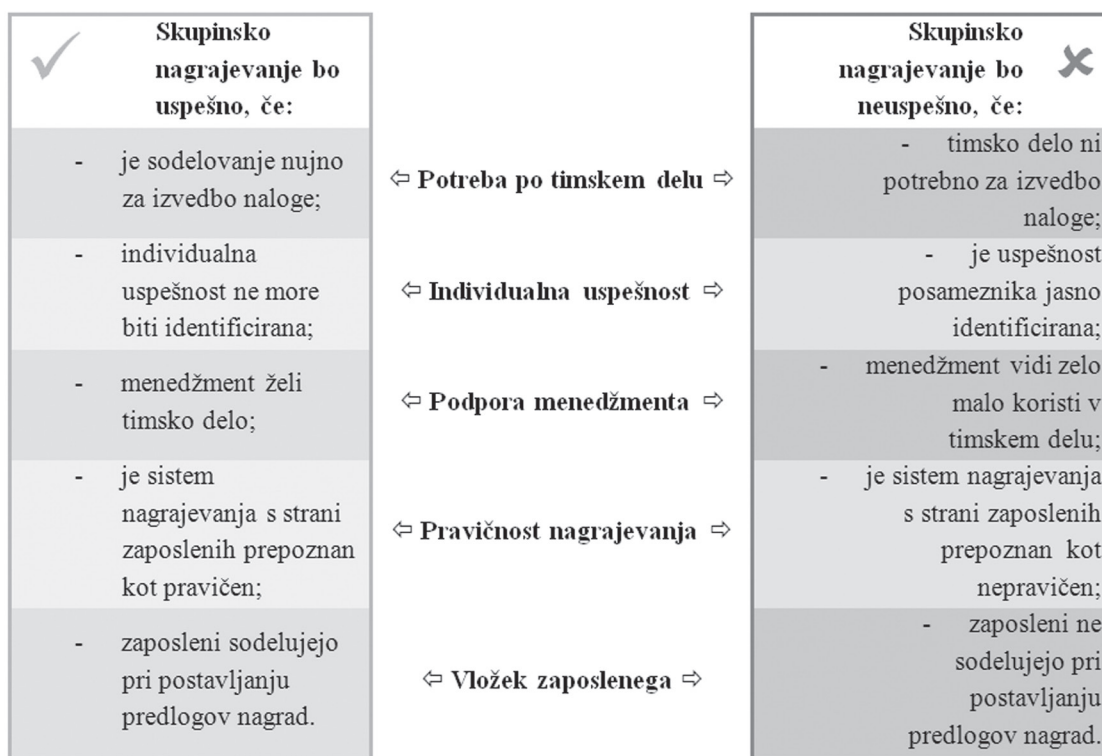 Skupinsko
nagrajevanje bo
uspešno, če:
- je sodelovanje nujno
za izvedbo naloge;
- individualna
uspešnost ne more
biti identificirana;
- menedžment želi
timsko delo;
- je sistem
nagrajevanja s strani
zaposlenih prepoznan
kot pravičen;
- zaposleni sodelujejo
pri postavljanju
predlogov nagrad.
⇦ Potreba po timskem delu ⇨
⇦ Individualna uspešnost ⇨
⇦ Podpora menedžmenta ⇨
⇦ Pravičnost nagrajevanja ⇨
⇦ Vložek zaposlenega ⇨
Skupinsko
nagrajevanje bo
neuspešno, če:
- timsko delo ni
potrebno za izvedbo
naloge;
- je uspešnost
posameznika jasno
identificirana;
- menedžment vidi zelo
malo koristi v
timskem delu;
- je sistem nagrajevanja
s strani zaposlenih
prepoznan kot
nepravičen;
- zaposleni ne
sodelujejo pri
postavljanju
predlogov nagrad.